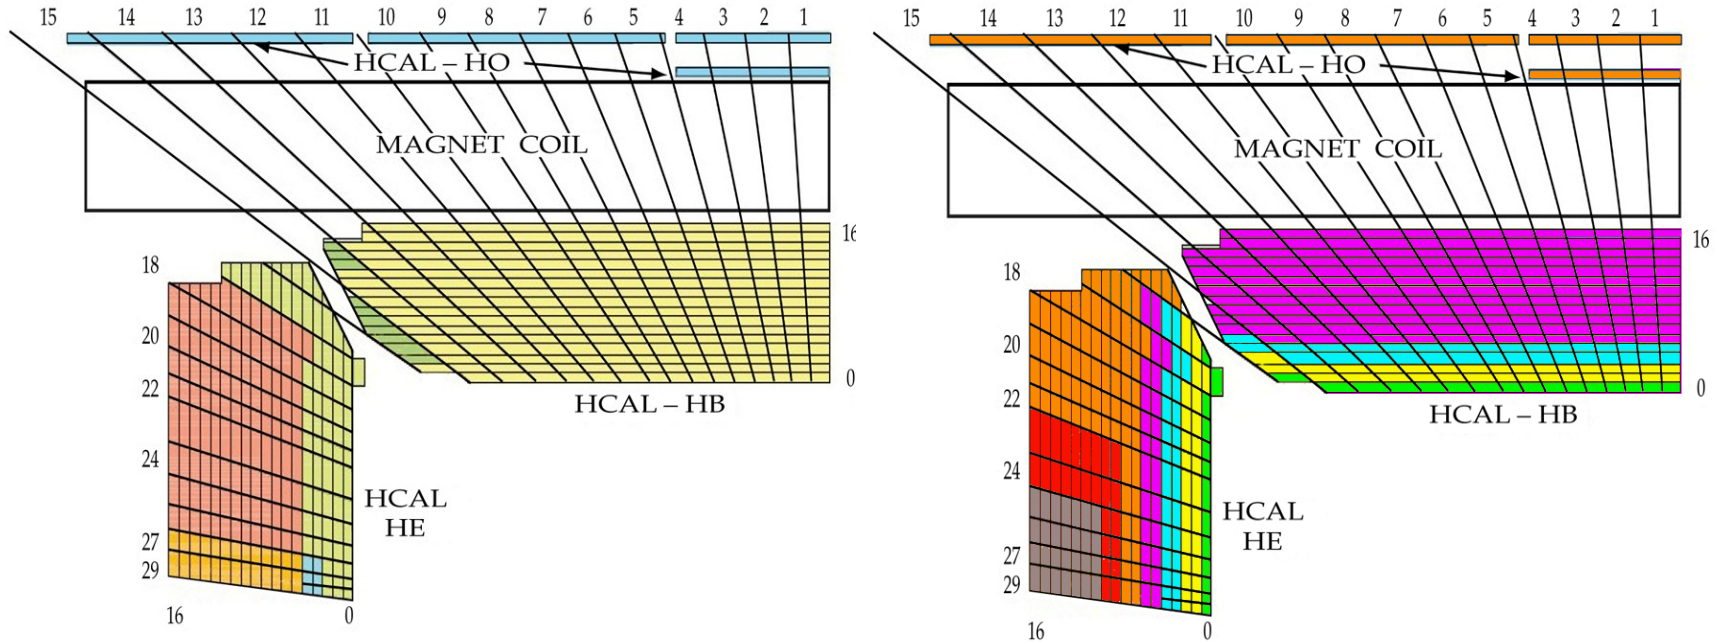 15 14 13 12 11 10 9 8 7 6 5 4 3 2 1
HCAL – HO
MAGNET COIL
16
18
20
22
24
27
29
16 0
0
HCAL – HB
HCAL
HE
15 14 13 12 11 10 9 8 7 6 5 4 3 2 1
HCAL – HO
MAGNET COIL
16
18
20
22
24
27
29
16 0
0
HCAL – HB
HCAL
HE